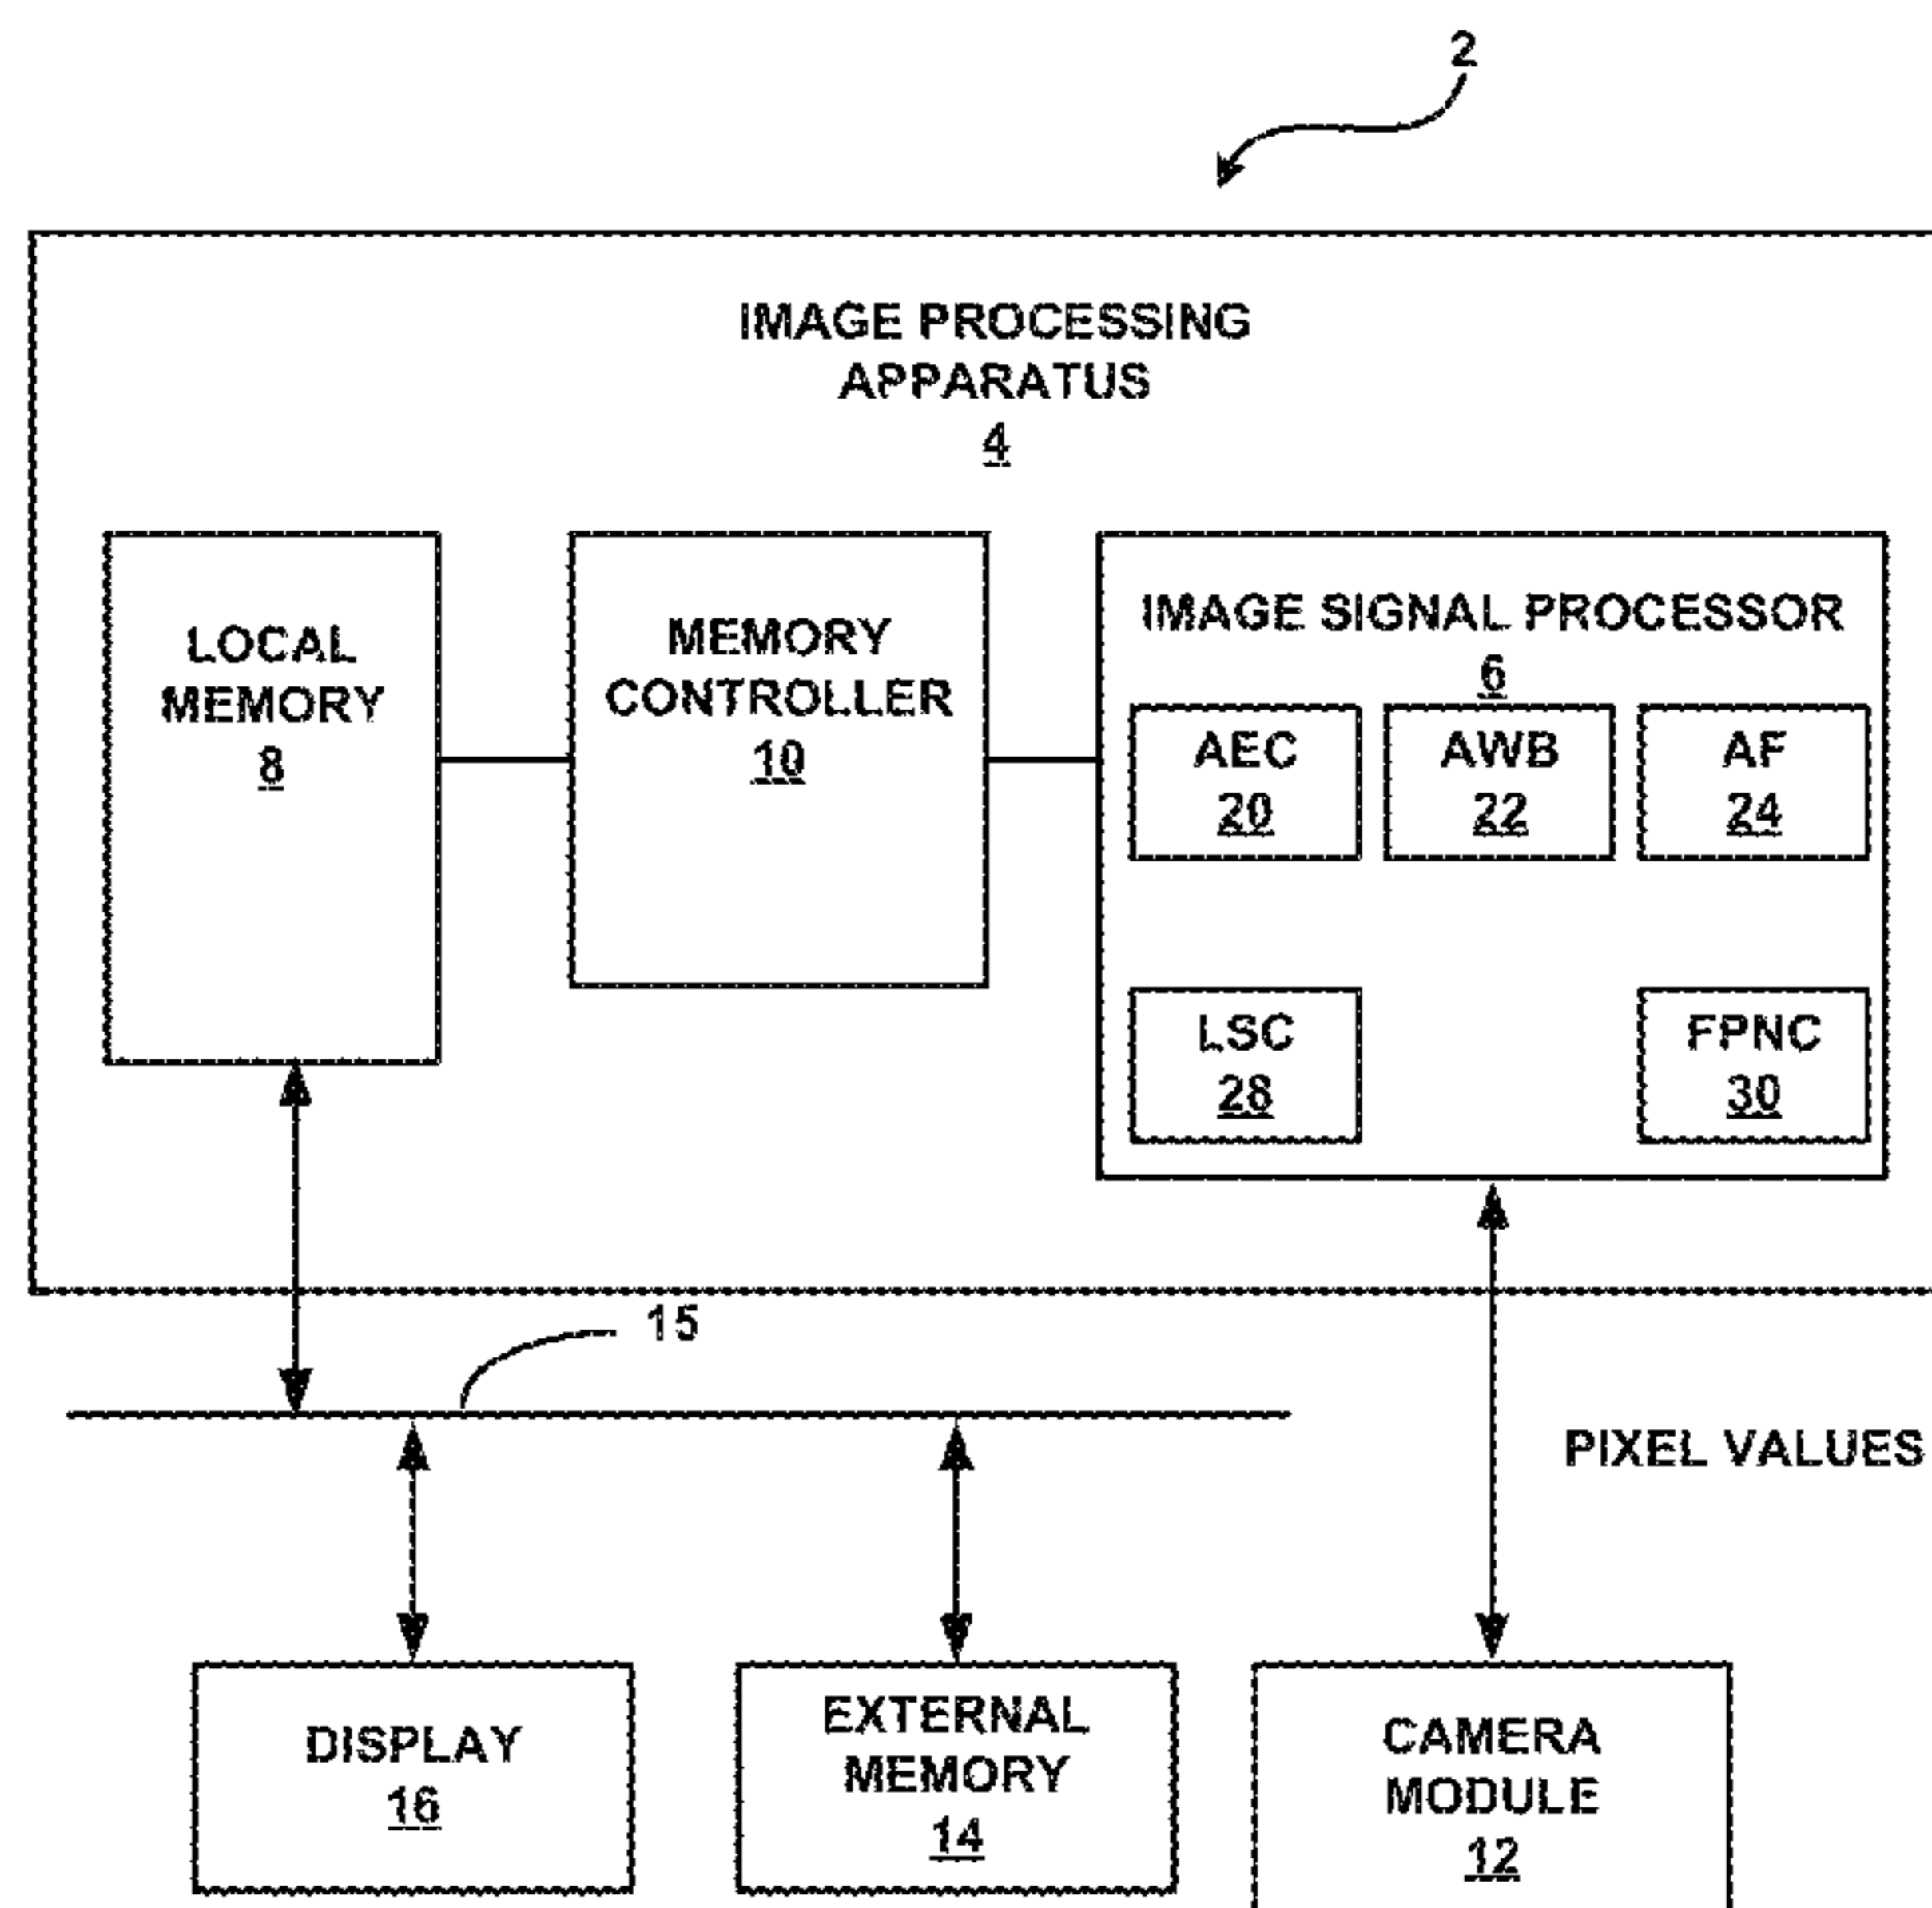 2
IMAGE PROCESSING
APPARATUS
4
LOCAL
MEMORY
8
MEMORY
CONTROLLER
10
IMAGE SIGNAL PROCESSOR
6
AEC
20
AWB
22
AF
24
LSC
28
FPNC
30
15
PIXEL VALUES
DISPLAY
16
EXTERNAL
MEMORY
14
CAMERA
MODULE
12